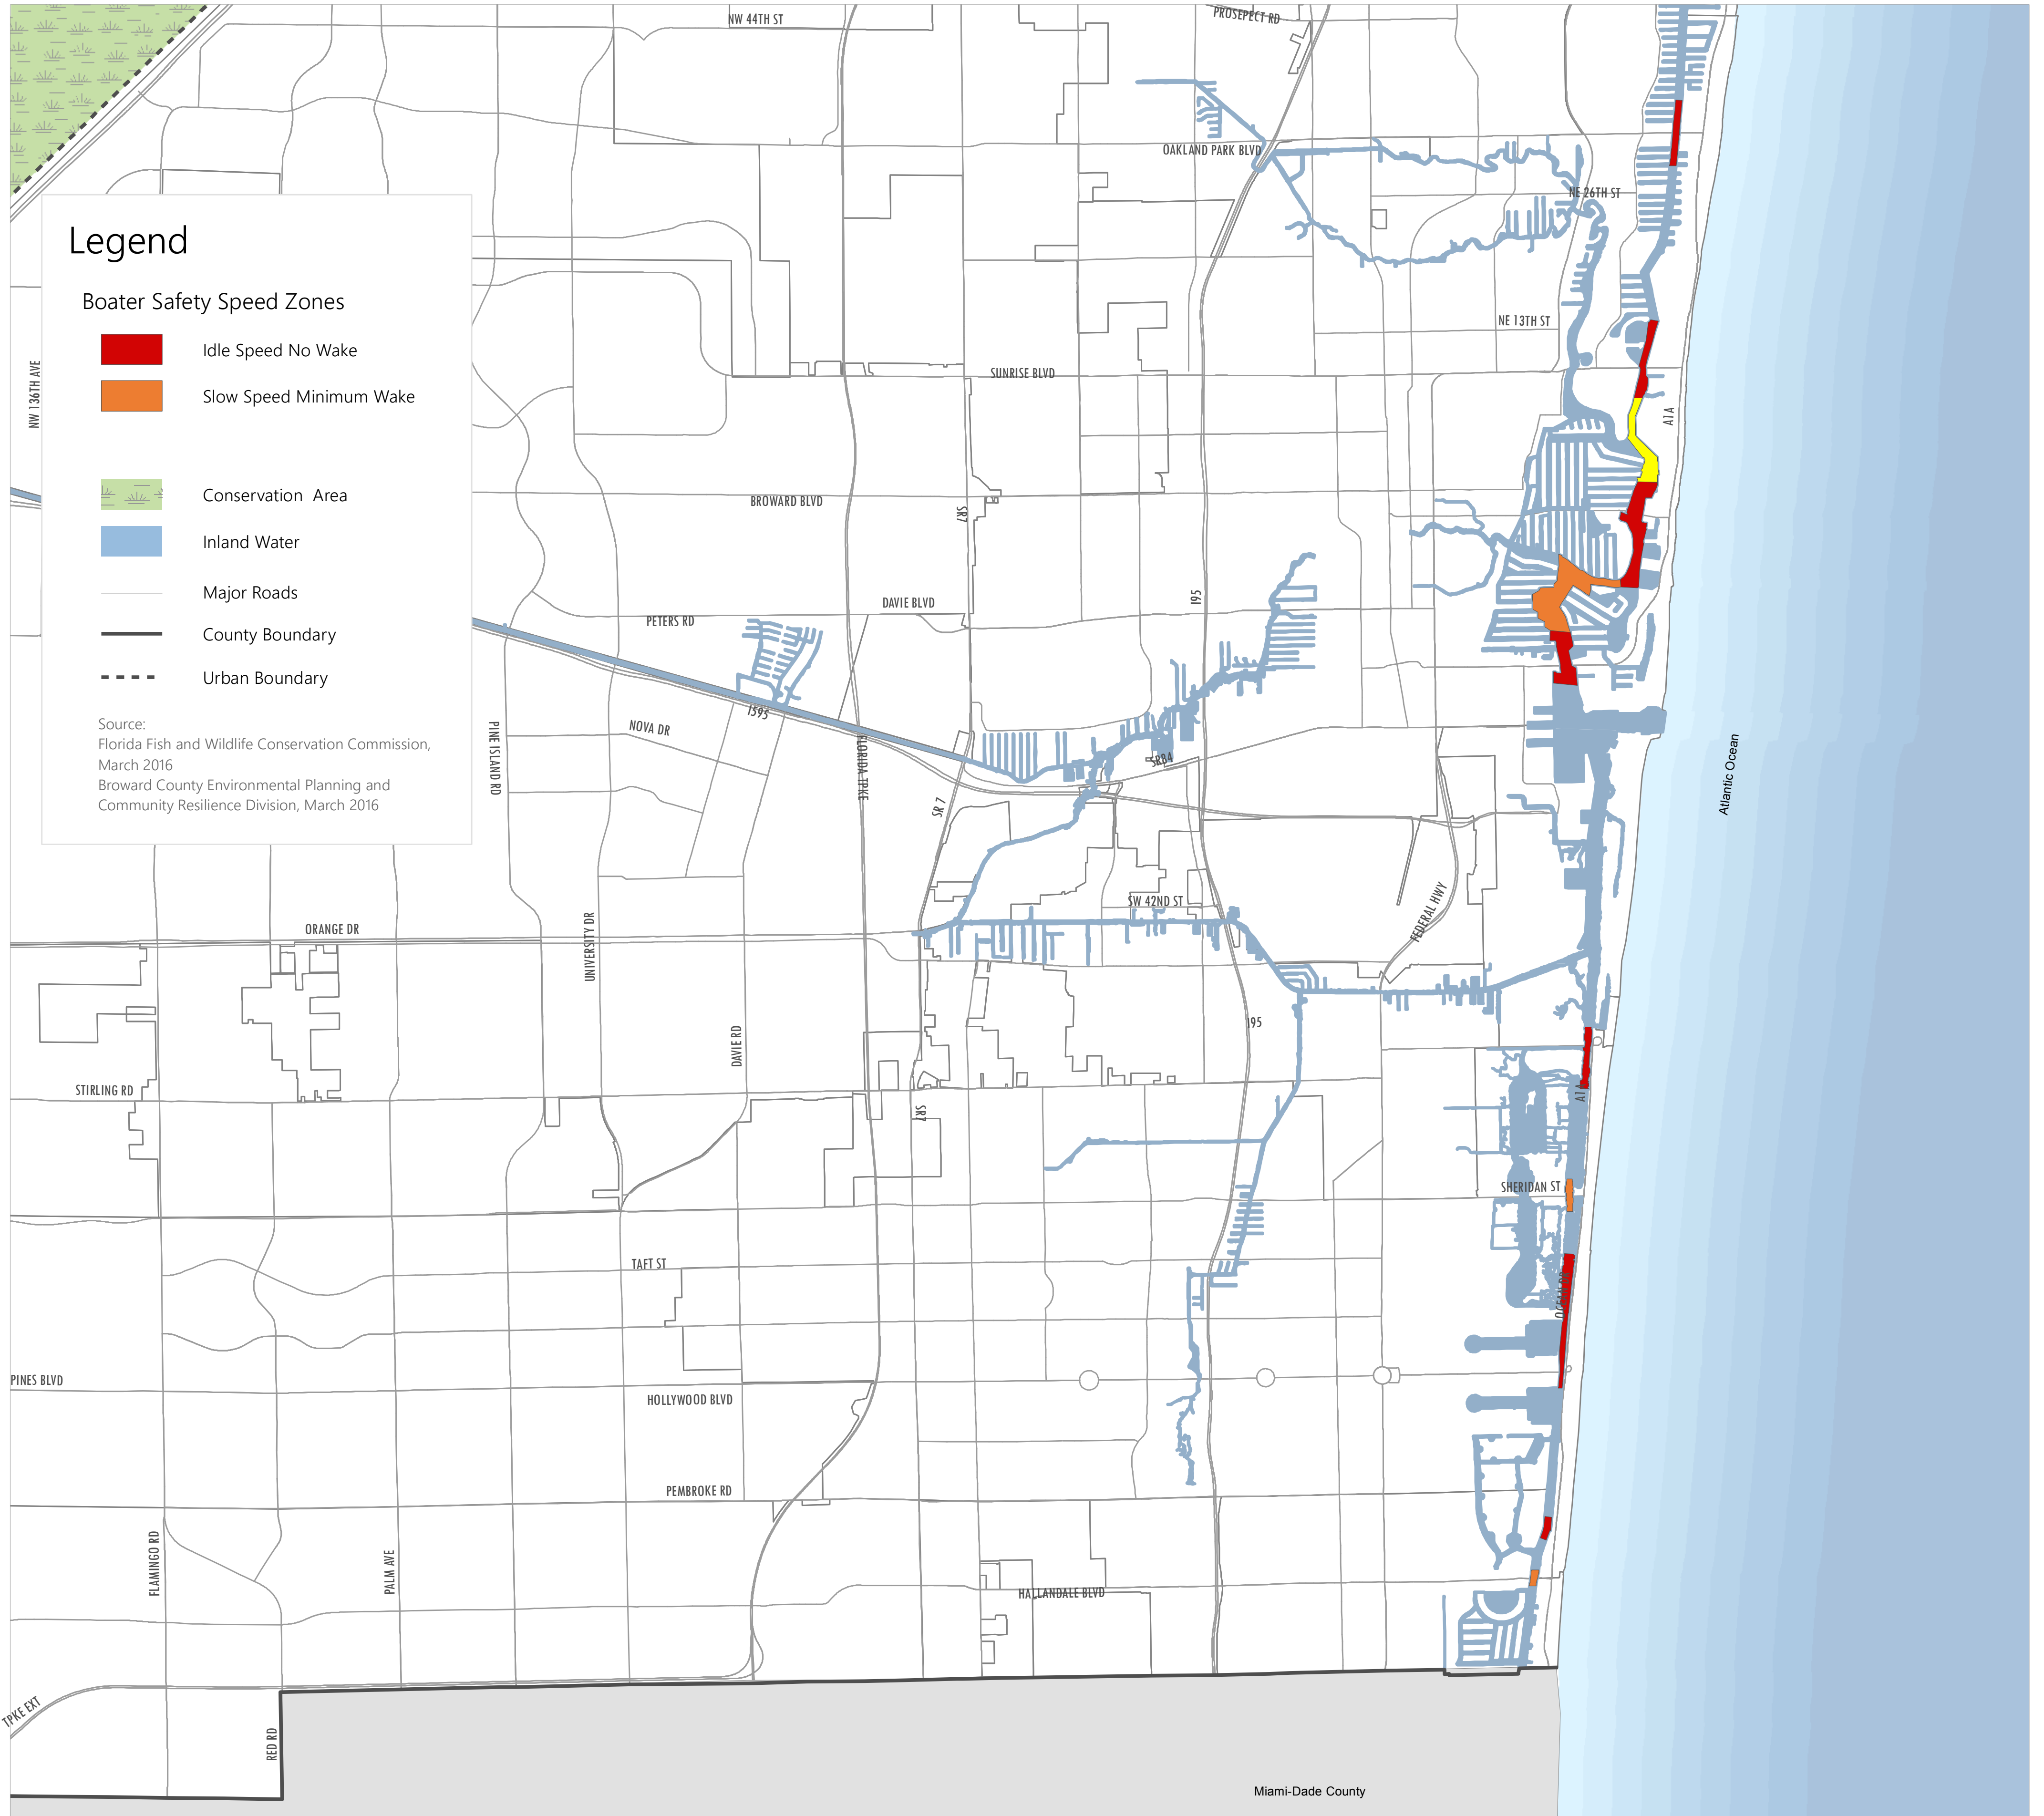 NW 44TH ST
PROSPECT RD
OAKLAND PARK BLVD
NE 26TH ST
Legend
Boater Safety Speed Zones
Idle Speed No Wake
Slow Speed Minimum Wake
Conservation Area
Inland Water
Major Roads
County Boundary
Urban Boundary
Source:
Florida Fish and Wildlife Conservation Commission,
March 2016
Broward County Environmental Planning and
Community Resilience Division, March 2016
NW 136TH AVE
NE 13TH ST
SUNRISE BLVD
A1A
BROWARD BLVD
SR7
I95
DAVIE BLVD
PETERS RD
I595
NOVA DR
PINE ISLAND RD
FLORIDA TPKE
SR84
Atlantic Ocean
SR 7
SW 42ND ST
FEDERAL HWY
ORANGE DR
UNIVERSITY DR
I95
DAVIE RD
STIRLING RD
SR7
A1A
SHERIDAN ST
TAFT ST
OCEAN DR
PINES BLVD
HOLLYWOOD BLVD
PEMBROKE RD
FLAMINGO RD
PALM AVE
HALLANDALE BLVD
TPKE EXT
RED RD
Miami-Dade County